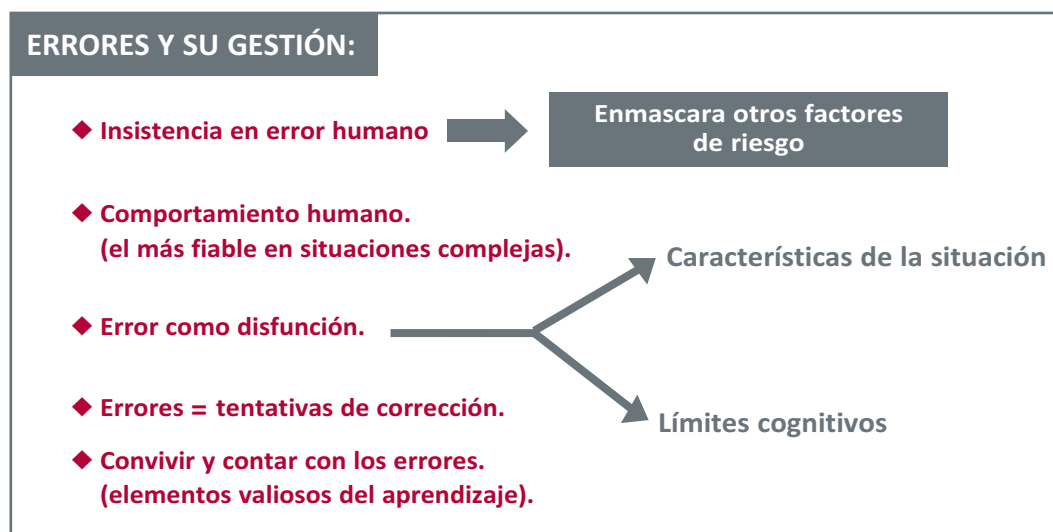 ERRORES Y SU GESTIÓN:
◆ Insistencia en error humano
Enmascara otros factores
de riesgo
◆ Comportamiento humano.
(el más fiable en situaciones complejas).
Características de la situación
◆ Error como disfunción.
◆ Errores = tentativas de corrección.
Límites cognitivos
◆ Convivir y contar con los errores.
(elementos valiosos del aprendizaje).